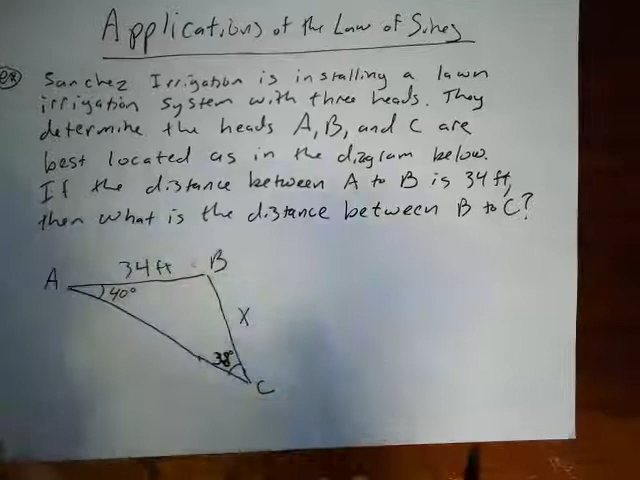 Applications of the Law of Sines
ex
Sanchez Irrigation is installing a lawn
irrigation system with three heads. They
determine the heads A, B, and C are
best located as in the diagram below.
If the distance between A to B is 34 ft,
then what is the distance between B to C?
34 ft
A
B
40°
X
38°
C